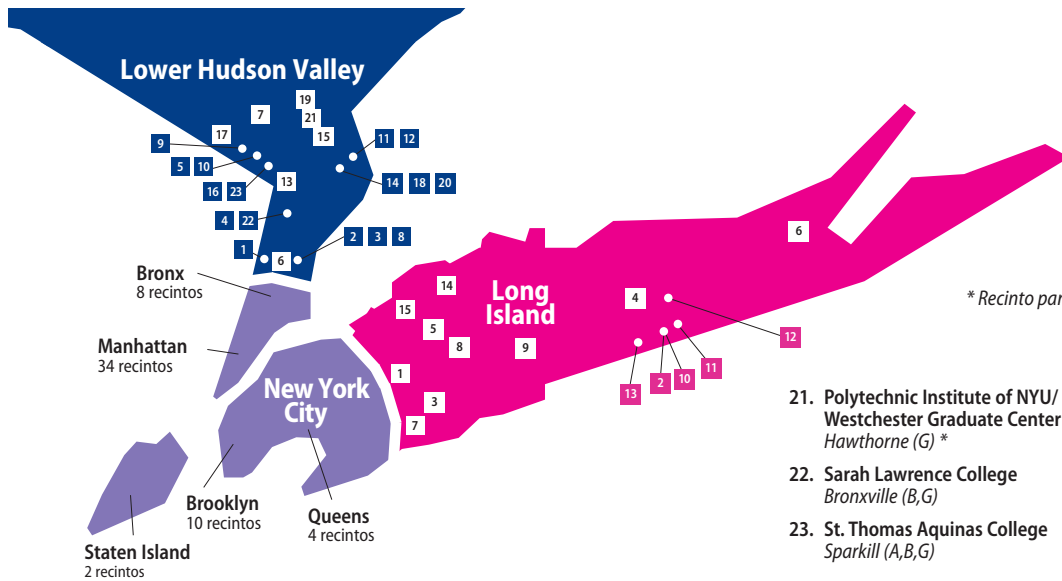 Lower Hudson Valley
19
7
21
17
15
9
11 12
5 10
16 23
13
14 18 20
4 22
2 3 8
1
6
6
Bronx
8 recintos
14
Long
Island
4
* Recinto par
15
5
12
Manhattan
34 recintos
8
9
1
2 10 11
13
New York
City
3
7
21. Polytechnic Institute of NYU/
Westchester Graduate Center
Hawthorne (G) *
22. Sarah Lawrence College
Bronxville (B,G)
23. St. Thomas Aquinas College
Sparkill (A,B,G)
Brooklyn
10 recintos
Queens
4 recintos
Staten Island
2 recintos